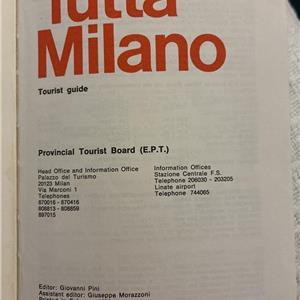 Tutta
Milano
Tourist guide
Provincial Tourist Board (E.P.T.)
Head Office and Information Office
Palazzo del Turismo
20123 Milan
Via Marconi 1
Telephones
870016 - 870416
808813 - 808859
897015
Information Offices
Stazione Centrale F.S.
Telephone 206030 - 203205
Linate airport
Telephone 744065
Editor: Giovanni Pini
Assistant editor: Giuseppe Morazzoni
Printed in